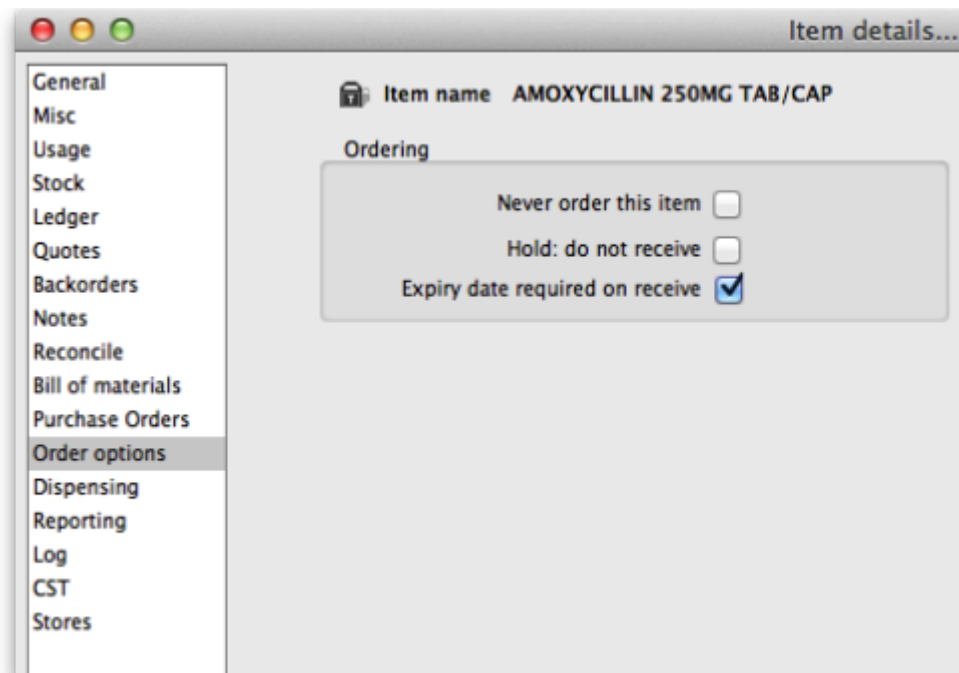 Item details...
General
Misc
Usage
Stock
Ledger
Quotes
Backorders
Notes
Reconcile
Bill of materials
Purchase Orders
Order options
Dispensing
Reporting
Log
CST
Stores
Item name AMOXYCILLIN 250MG TAB/CAP
Ordering
Never order this item
Hold: do not receive
Expiry date required on receive